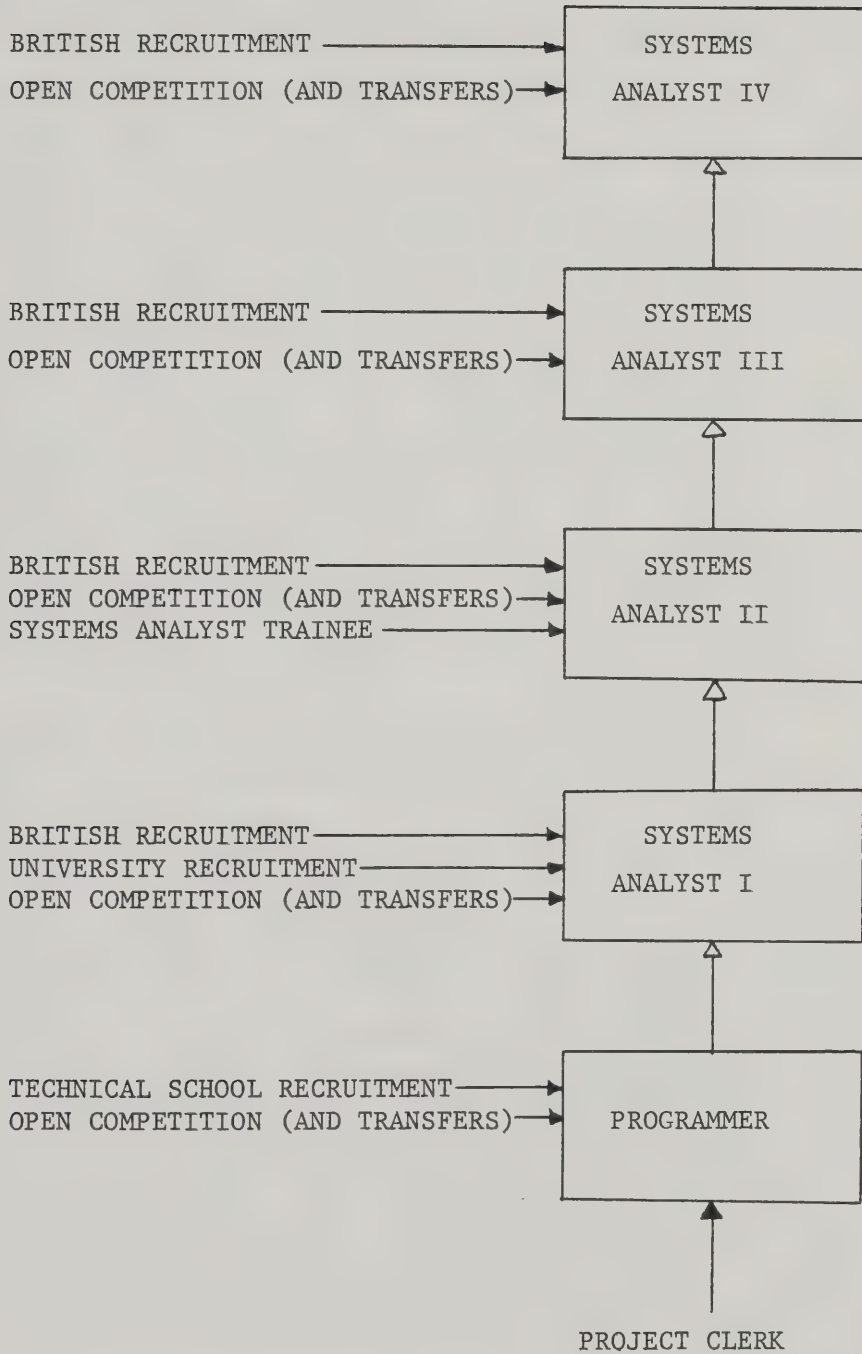 BRITISH RECRUITMENT
OPEN COMPETITION (AND TRANSFERS)
SYSTEMS
ANALYST IV
BRITISH RECRUITMENT
OPEN COMPETITION (AND TRANSFERS)
SYSTEMS
ANALYST III
BRITISH RECRUITMENT
OPEN COMPETITION (AND TRANSFERS)
SYSTEMS ANALYST TRAINEE
SYSTEMS
ANALYST II
BRITISH RECRUITMENT
UNIVERSITY RECRUITMENT
OPEN COMPETITION (AND TRANSFERS)
SYSTEMS
ANALYST I
TECHNICAL SCHOOL RECRUITMENT
OPEN COMPETITION (AND TRANSFERS)
PROGRAMMER
PROJECT CLERK